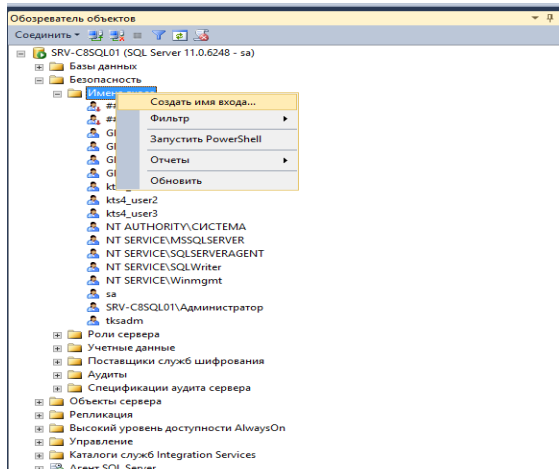 Обозреватель объектов
Соединить
SRV-C8SQL01 (SQL Server 11.0.6248 - sa)
Базы данных
Безопасность
Создать имя входа...
Фильтр
Запустить PowerShell
Отчеты
Обновить
kts4_user2
kts4_user3
NT AUTHORITY\СИСТЕМА
NT SERVICE\MSSQLSERVER
NT SERVICE\SQLSERVERAGENT
NT SERVICE\SQLWriter
NT SERVICE\Winmgmt
sa
SRV-C8SQL01\Администратор
tksadm
Роли сервера
Учетные данные
Поставщики служб шифрования
Аудиты
Спецификации аудита сервера
Объекты сервера
Репликация
Высокий уровень доступности AlwaysOn
Управление
Каталоги служб Integration Services
Агент SQL Server